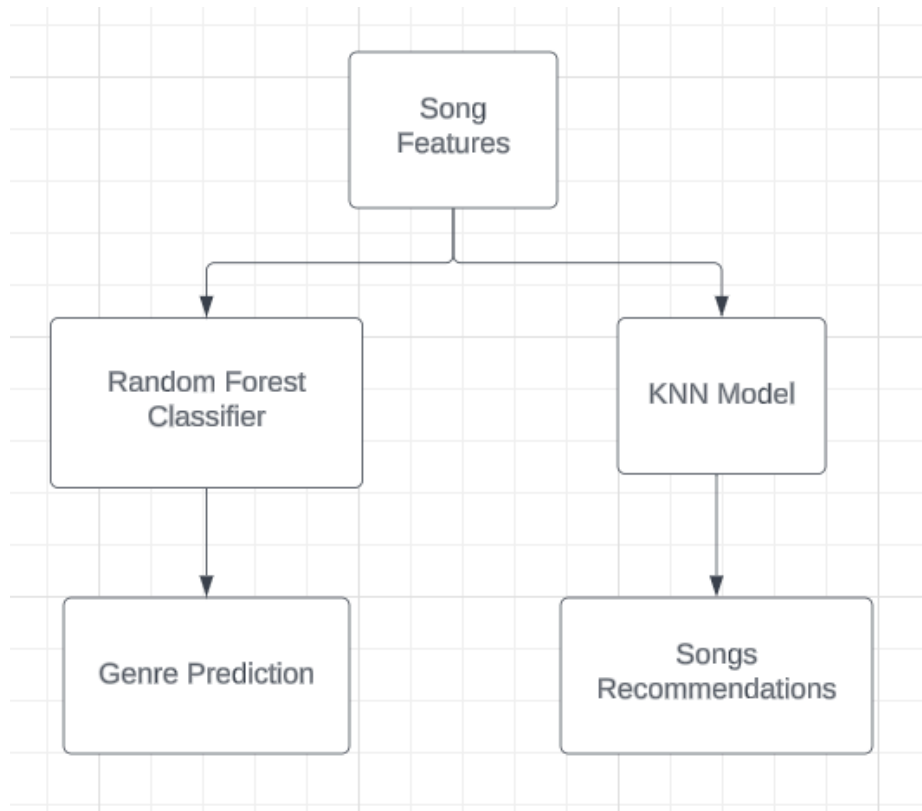 Song
Features
Random Forest
Classifier
KNN Model
Genre Prediction
Songs
Recommendations